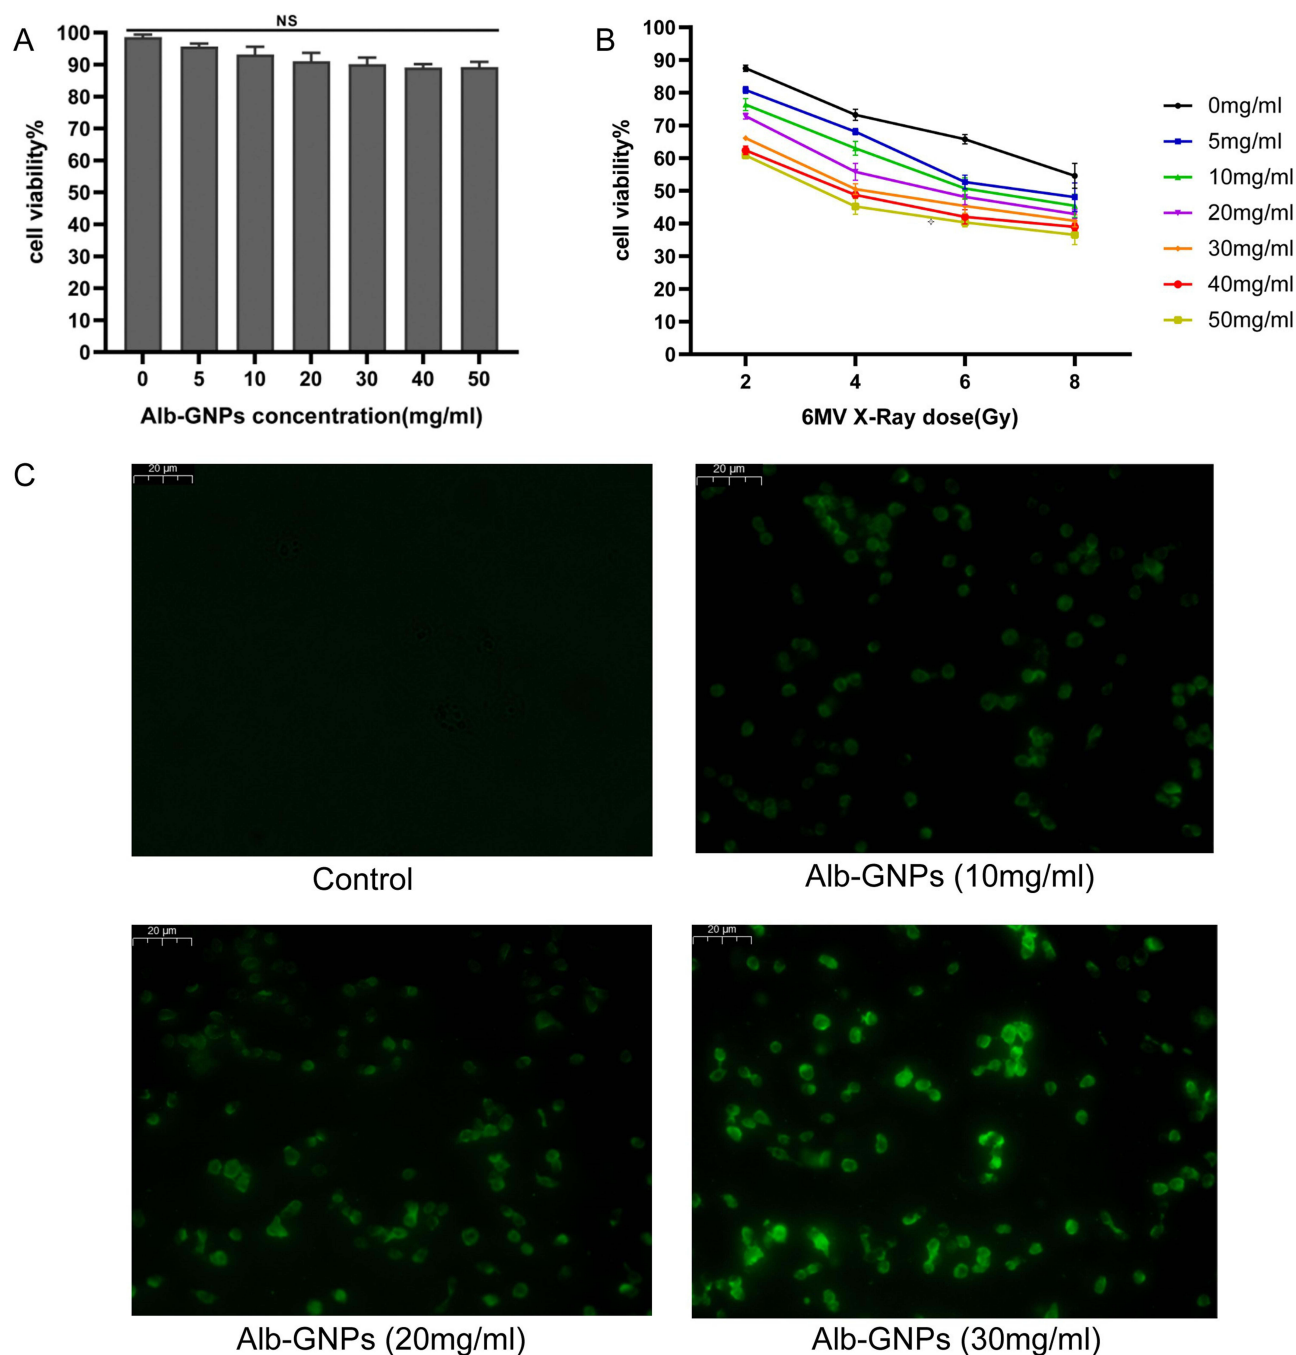 A
NS
cell viability%
100
90
80
70
60
50
40
30
20
10
0
0 5 10 20 30 40 50
Alb-GNPs concentration(mg/ml)
B
cell viability%
100
90
80
70
60
50
40
30
20
10
0
2 4 6 8
6MV X-Ray dose(Gy)
0mg/ml
5mg/ml
10mg/ml
20mg/ml
30mg/ml
40mg/ml
50mg/ml
C
20 µm
20 µm
Control
Alb-GNPs (10mg/ml)
20 µm
20 µm
Alb-GNPs (20mg/ml)
Alb-GNPs (30mg/ml)